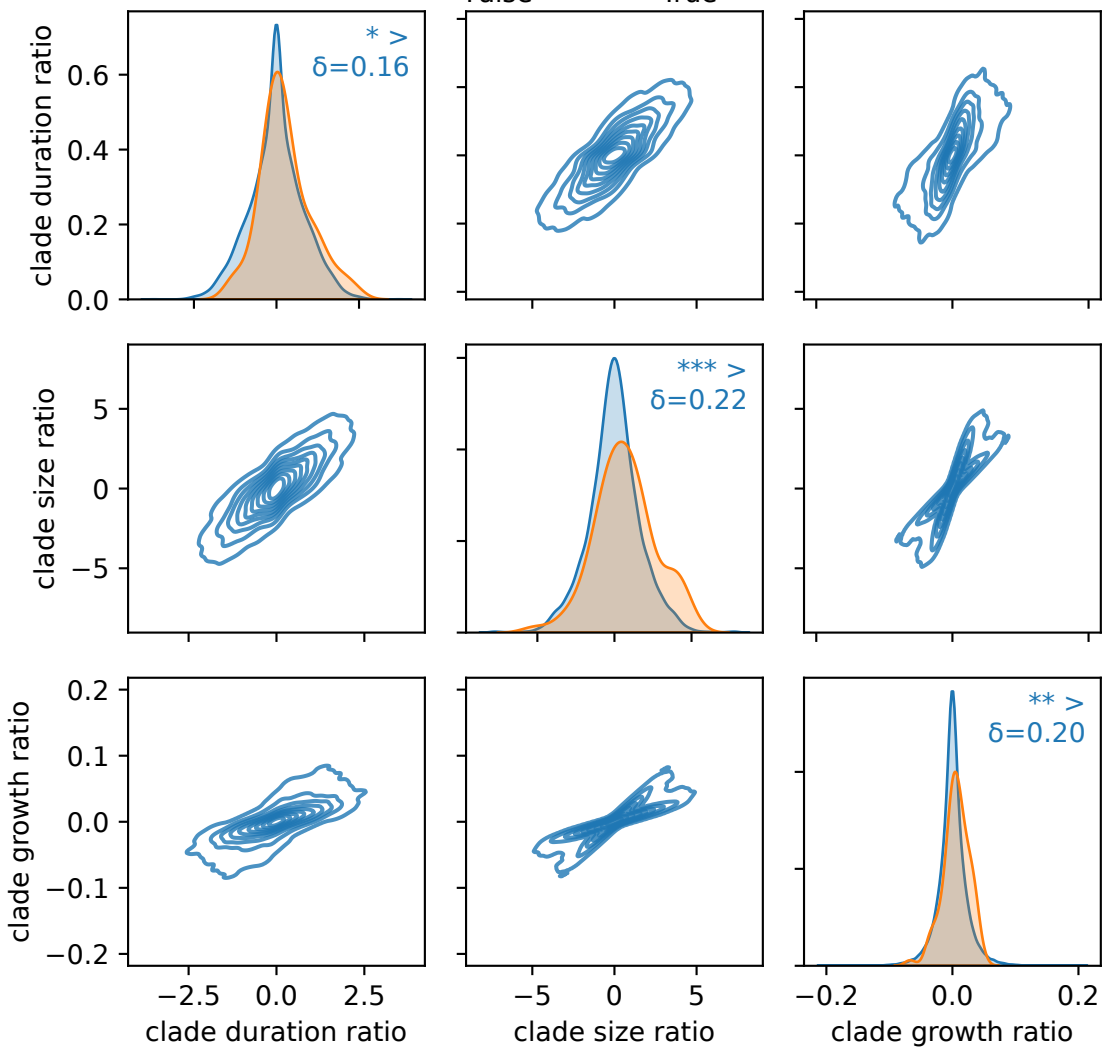 False True
clade duration ratio
0.6
0.4
0.2
0.0
* >
δ=0.16
clade size ratio
5
0
−5
*** >
δ=0.22
clade growth ratio
0.2
0.1
0.0
−0.1
−0.2
** >
δ=0.20
−2.5 0.0 2.5
clade duration ratio
−5 0 5
clade size ratio
−0.2 0.0 0.2
clade growth ratio